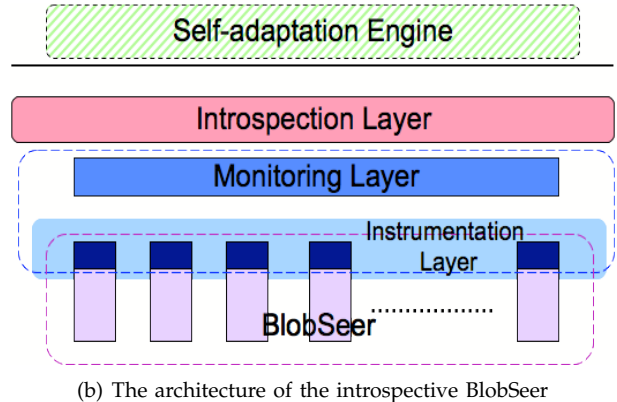 Self-adaptation Engine
Introspection Layer
Monitoring Layer
Instrumentation
Layer
BlobSeer
(b) The architecture of the introspective BlobSeer